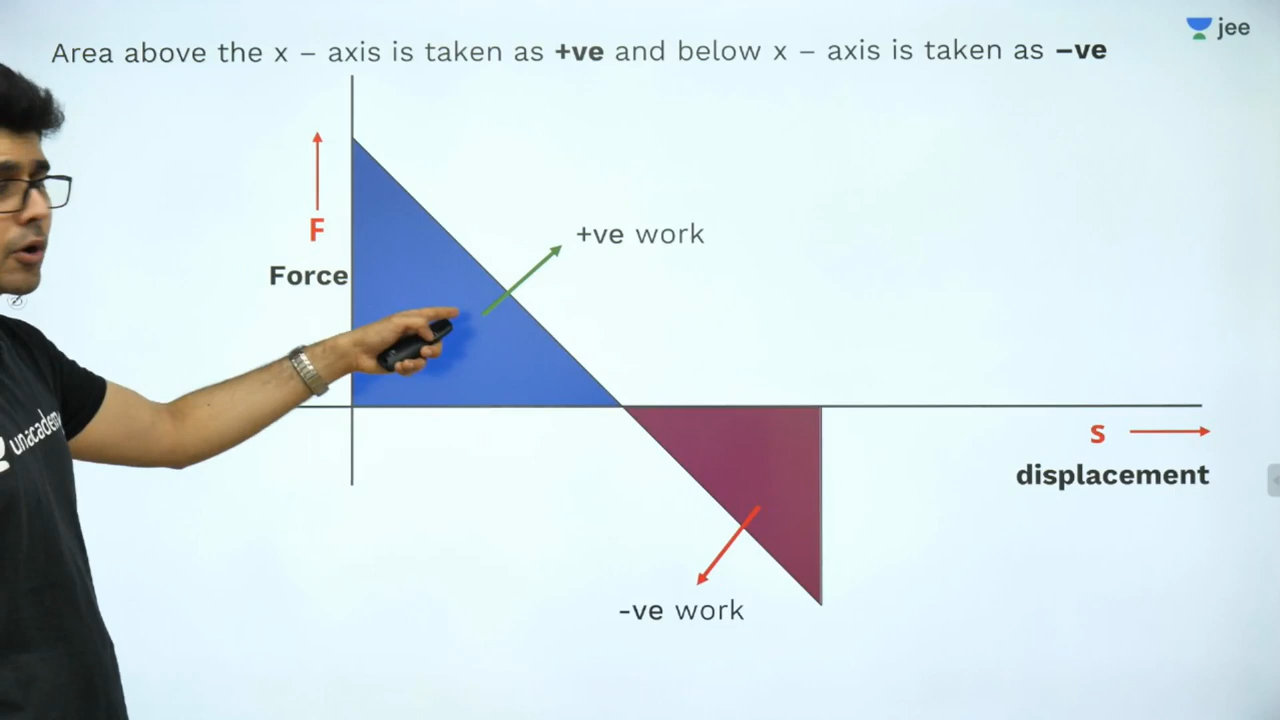 Area above the x – axis is taken as +ve and below x – axis is taken as –ve
jee
F
Force
+ve work
S
displacement
-ve work
unacadem